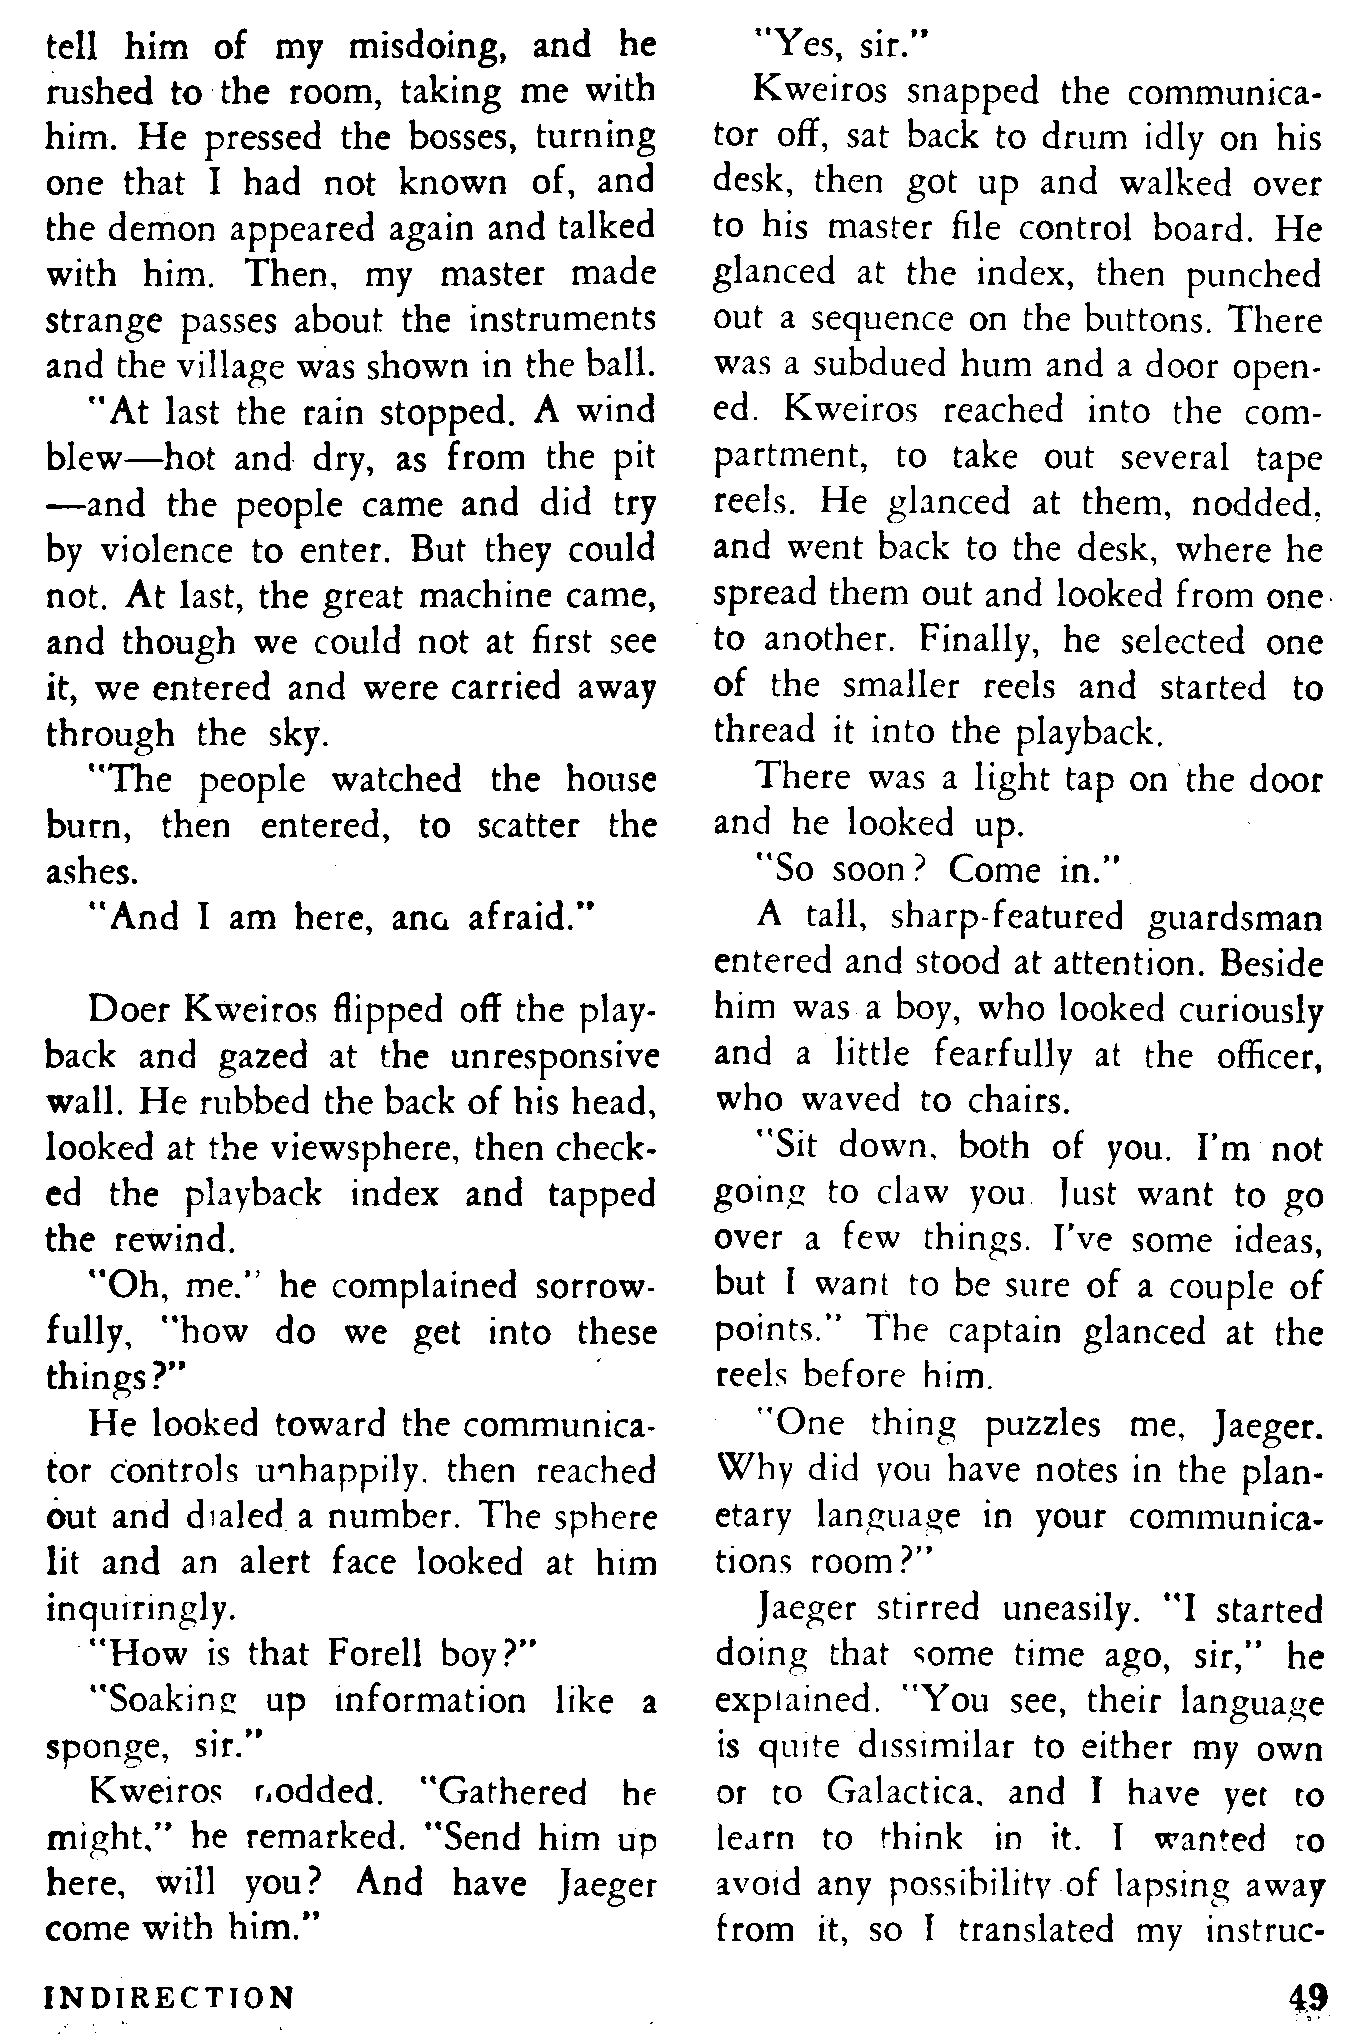 tell him of my misdoing, and he
rushed to the room, taking me with
him. He pressed the bosses, turning
one that I had not known of, and
the demon appeared again and talked
with him. Then, my master made
strange passes about the instruments
and the village was shown in the ball.
"At last the rain stopped. A wind
blew—hot and dry, as from the pit
—and the people came and did try
by violence to enter. But they could
not. At last, the great machine came,
and though we could not at first see
it, we entered and were carried away
through the sky.
"The people watched the house
burn, then entered, to scatter the
ashes.
"And I am here, and afraid."
Doer Kweiros flipped off the play-
back and gazed at the unresponsive
wall. He rubbed the back of his head,
looked at the viewsphere, then check-
ed the playback index and tapped
the rewind.
"Oh, me." he complained sorrow-
fully, "how do we get into these
things?"
He looked toward the communica-
tor controls unhappily. then reached
out and dialed a number. The sphere
lit and an alert face looked at him
inquiringly.
"How is that Forell boy?"
"Soaking up information like a
sponge, sir."
Kweiros nodded. "Gathered he
might," he remarked. "Send him up
here, will you? And have Jaeger
come with him."
"Yes, sir."
Kweiros snapped the communica-
tor off, sat back to drum idly on his
desk, then got up and walked over
to his master file control board. He
glanced at the index, then punched
out a sequence on the buttons. There
was a subdued hum and a door open-
ed. Kweiros reached into the com-
partment, to take out several tape
reels. He glanced at them, nodded,
and went back to the desk, where he
spread them out and looked from one
to another. Finally, he selected one
of the smaller reels and started to
thread it into the playback.
There was a light tap on the door
and he looked up.
"So soon? Come in."
A tall, sharp-featured guardsman
entered and stood at attention. Beside
him was a boy, who looked curiously
and a little fearfully at the officer,
who waved to chairs.
"Sit down, both of you. I'm not
going to claw you. Just want to go
over a few things. I've some ideas,
but I want to be sure of a couple of
points." The captain glanced at the
reels before him.
"One thing puzzles me, Jaeger.
Why did you have notes in the plan-
etary language in your communica-
tions room?"
Jaeger stirred uneasily. "I started
doing that some time ago, sir," he
explained. "You see, their language
is quite dissimilar to either my own
or to Galactica, and I have yet to
learn to think in it. I wanted to
avoid any possibility of lapsing away
from it, so I translated my instruc-
INDIRECTION
49